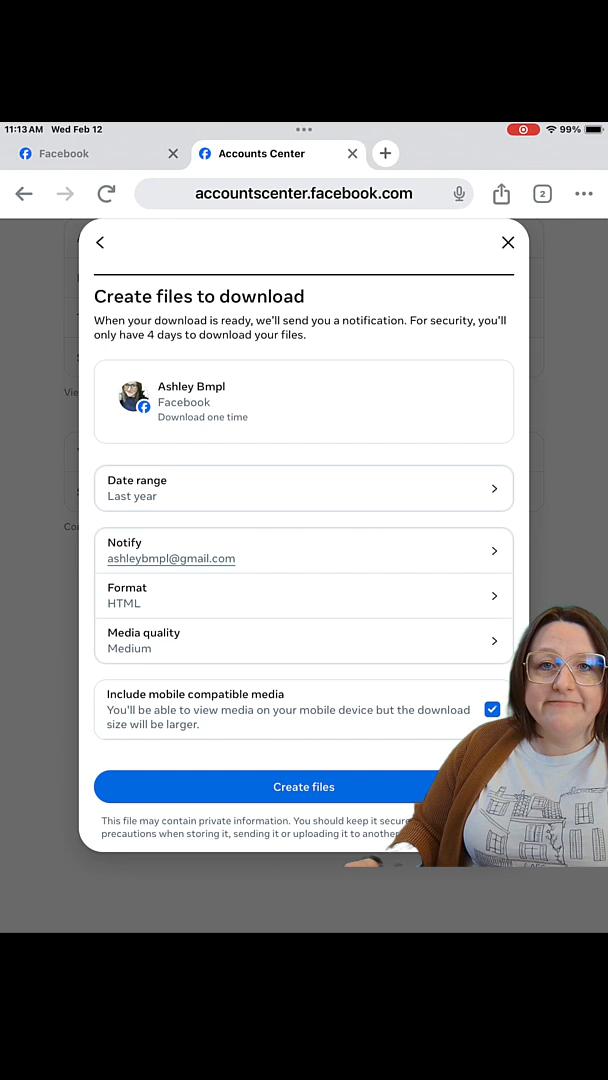 11:13 AM Wed Feb 12
99%
Facebook
Accounts Center
accountscenter.facebook.com
2
Create files to download
When your download is ready, we'll send you a notification. For security, you'll
only have 4 days to download your files.
Ashley Bmpl
Facebook
Download one time
Date range
Last year
Notify
ashleybmpl@gmail.com
Format
HTML
Media quality
Medium
Include mobile compatible media
You'll be able to view media on your mobile device but the download
size will be larger.
Create files
This file may contain private information. You should keep it secure
precautions when storing it, sending it or uploading it to another